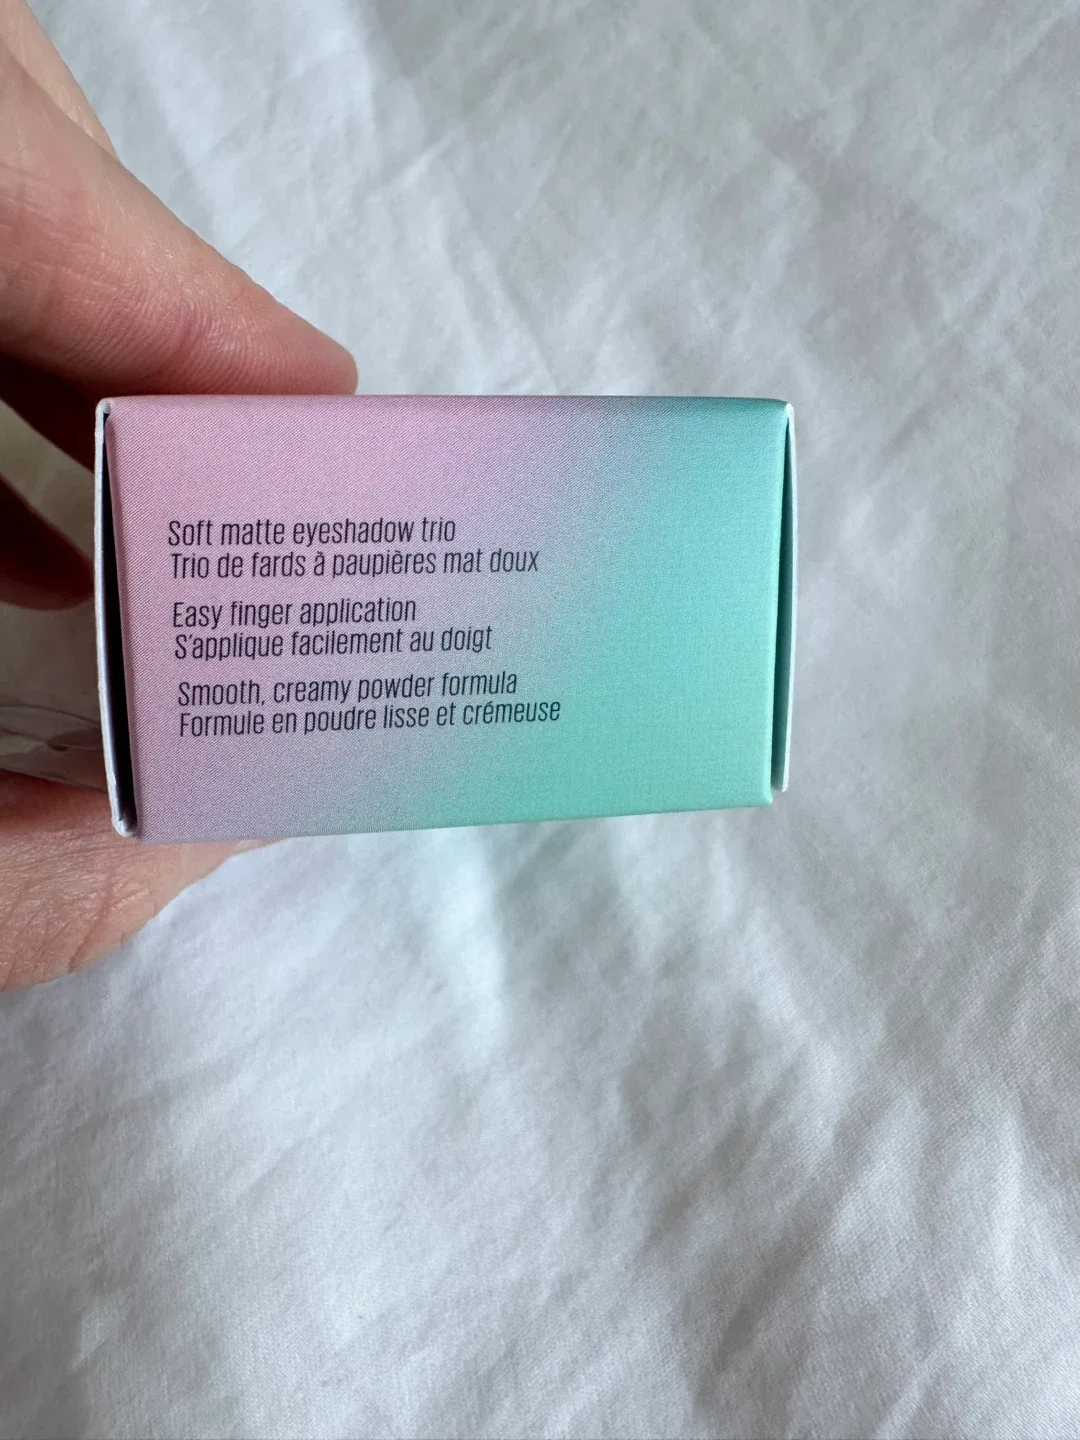 Soft matte eyeshadow trio
Trio de fards à paupières mat doux
Easy finger application
S'applique facilement au doigt
Smooth, creamy powder formula
Formule en poudre lisse et crémeuse